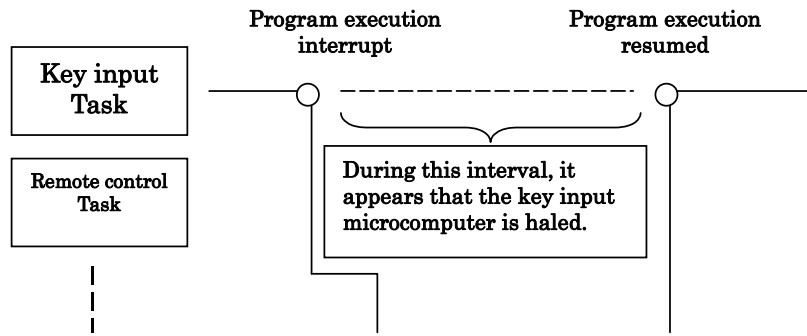 Program execution
interrupt
Program execution
resumed
Key input
Task
During this interval, it
appears that the key input
microcomputer is haled.
Remote control
Task